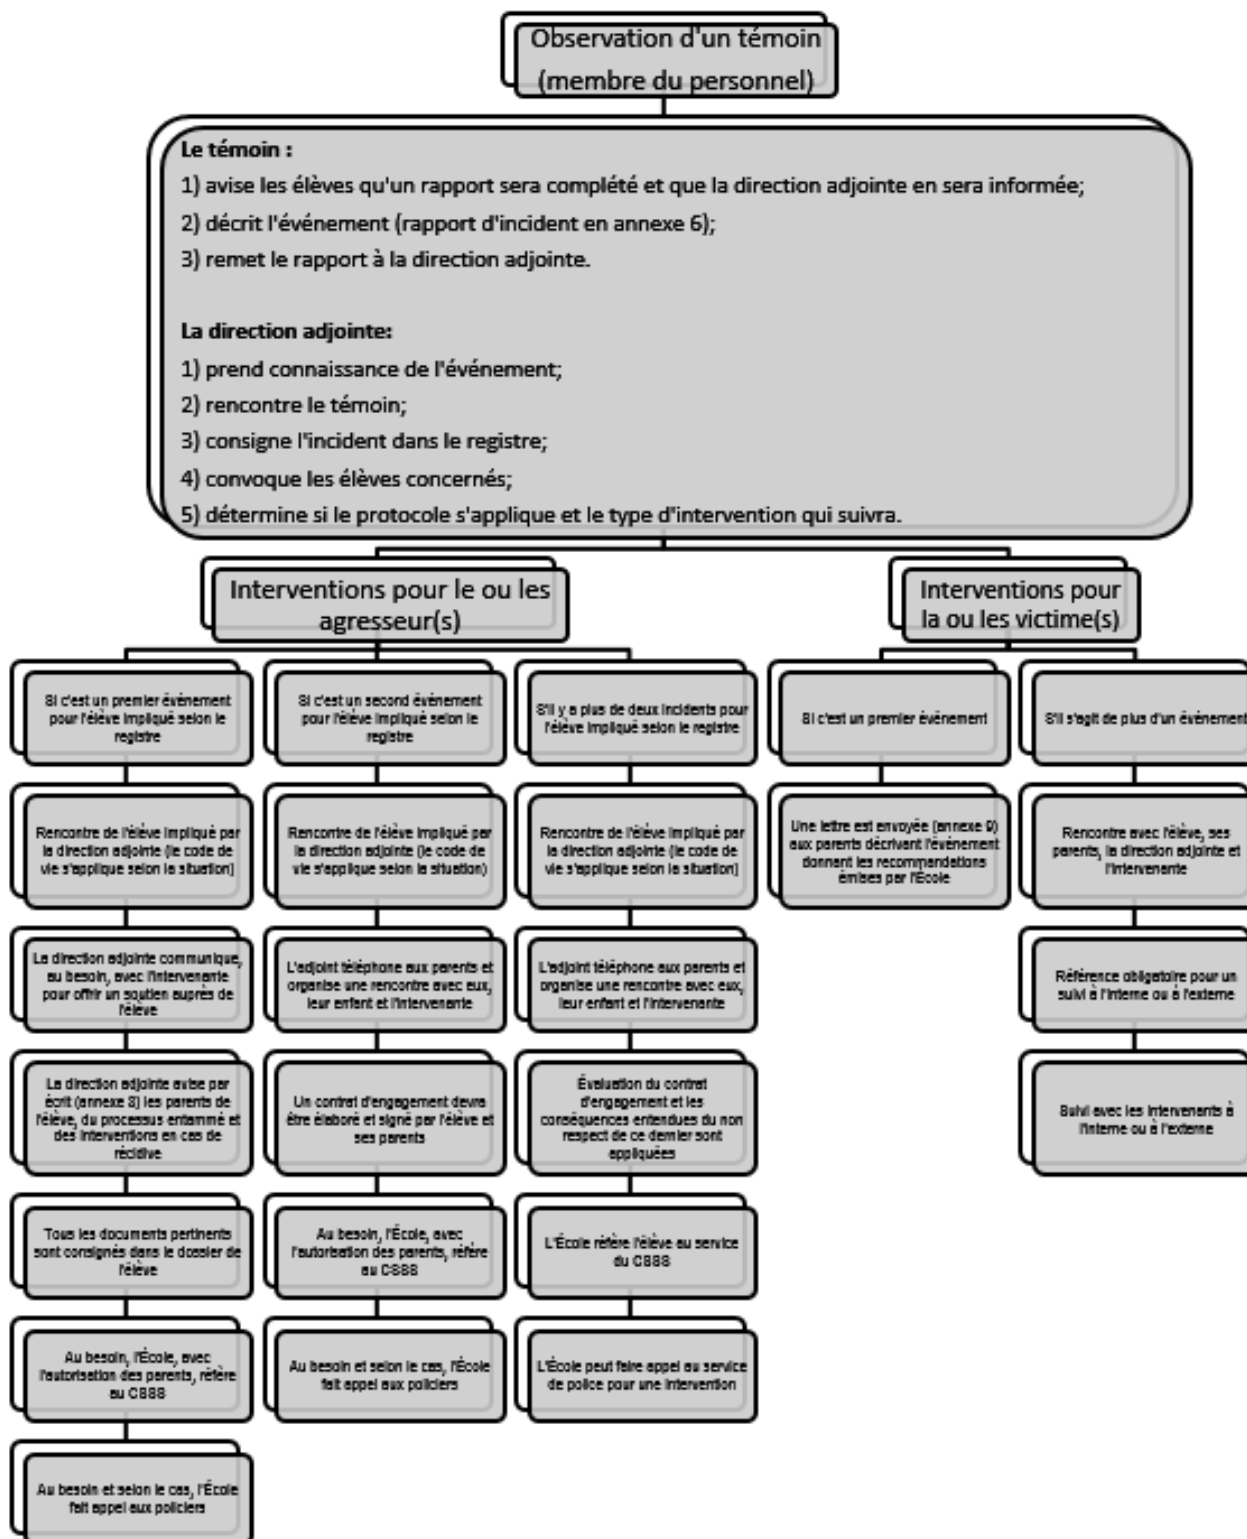 Observation d'un témoin
(membre du personnel)
Le témoin :
1) avise les élèves qu'un rapport sera complété et que la direction adjointe en sera informée;
2) décrit l'événement (rapport d'incident en annexe 6);
3) remet le rapport à la direction adjointe.
La direction adjointe:
1) prend connaissance de l'événement;
2) rencontre le témoin;
3) consigne l'incident dans le registre;
4) convoque les élèves concernés;
5) détermine si le protocole s'applique et le type d'intervention qui suivra.
Interventions pour le ou les
agresseur(s)
Si c'est un premier événement
pour l'élève impliqué selon le
registre
Rencontre de l'élève impliqué par
la direction adjointe (le code de
vie s'applique selon la situation)
La direction adjointe communique,
au besoin, avec l'intervenante
pour offrir un soutien auprès de
l'élève
La direction adjointe avise par
écrit (annexe 8) les parents de
l'élève, du processus entammé et
des interventions en cas de
récidive
Tous les documents pertinents
sont consignés dans le dossier de
l'élève
Au besoin, l'École, avec
l'autorisation des parents, réfère
au CSSS
Au besoin et selon le cas, l'École
fait appel aux policiers
Si c'est un second événement
pour l'élève impliqué selon le
registre
Rencontre de l'élève impliqué par
la direction adjointe (le code de
vie s'applique selon la situation)
L'adjoint téléphone aux parents et
organise une rencontre avec eux,
leur enfant et l'intervenante
Un contrat d'engagement devra
être élaboré et signé par l'élève et
ses parents
Au besoin, l'École, avec
l'autorisation des parents, réfère
au CSSS
Au besoin et selon le cas, l'École
fait appel aux policiers
S'il y a plus de deux incidents pour
l'élève impliqué selon le registre
Rencontre de l'élève impliqué par
la direction adjointe (le code de
vie s'applique selon la situation)
L'adjoint téléphone aux parents et
organise une rencontre avec eux,
leur enfant et l'intervenante
Évaluation du contrat
d'engagement et les
conséquences entendues du non
respect de ce dernier sont
appliquées
L'École réfère l'élève au service
du CSSS
L'École peut faire appel au service
de police pour une intervention
Interventions pour
la ou les victime(s)
Si c'est un premier événement
Une lettre est envoyée (annexe 9)
aux parents décrivant l'événement
donnant les recommandations
émises par l'École
S'il s'agit de plus d'un événement
Rencontre avec l'élève, ses
parents, la direction adjointe et
l'intervenante
Référence obligatoire pour un
suivi à l'interne ou à l'externe
Suivi avec les intervenants à
l'interne ou à l'externe